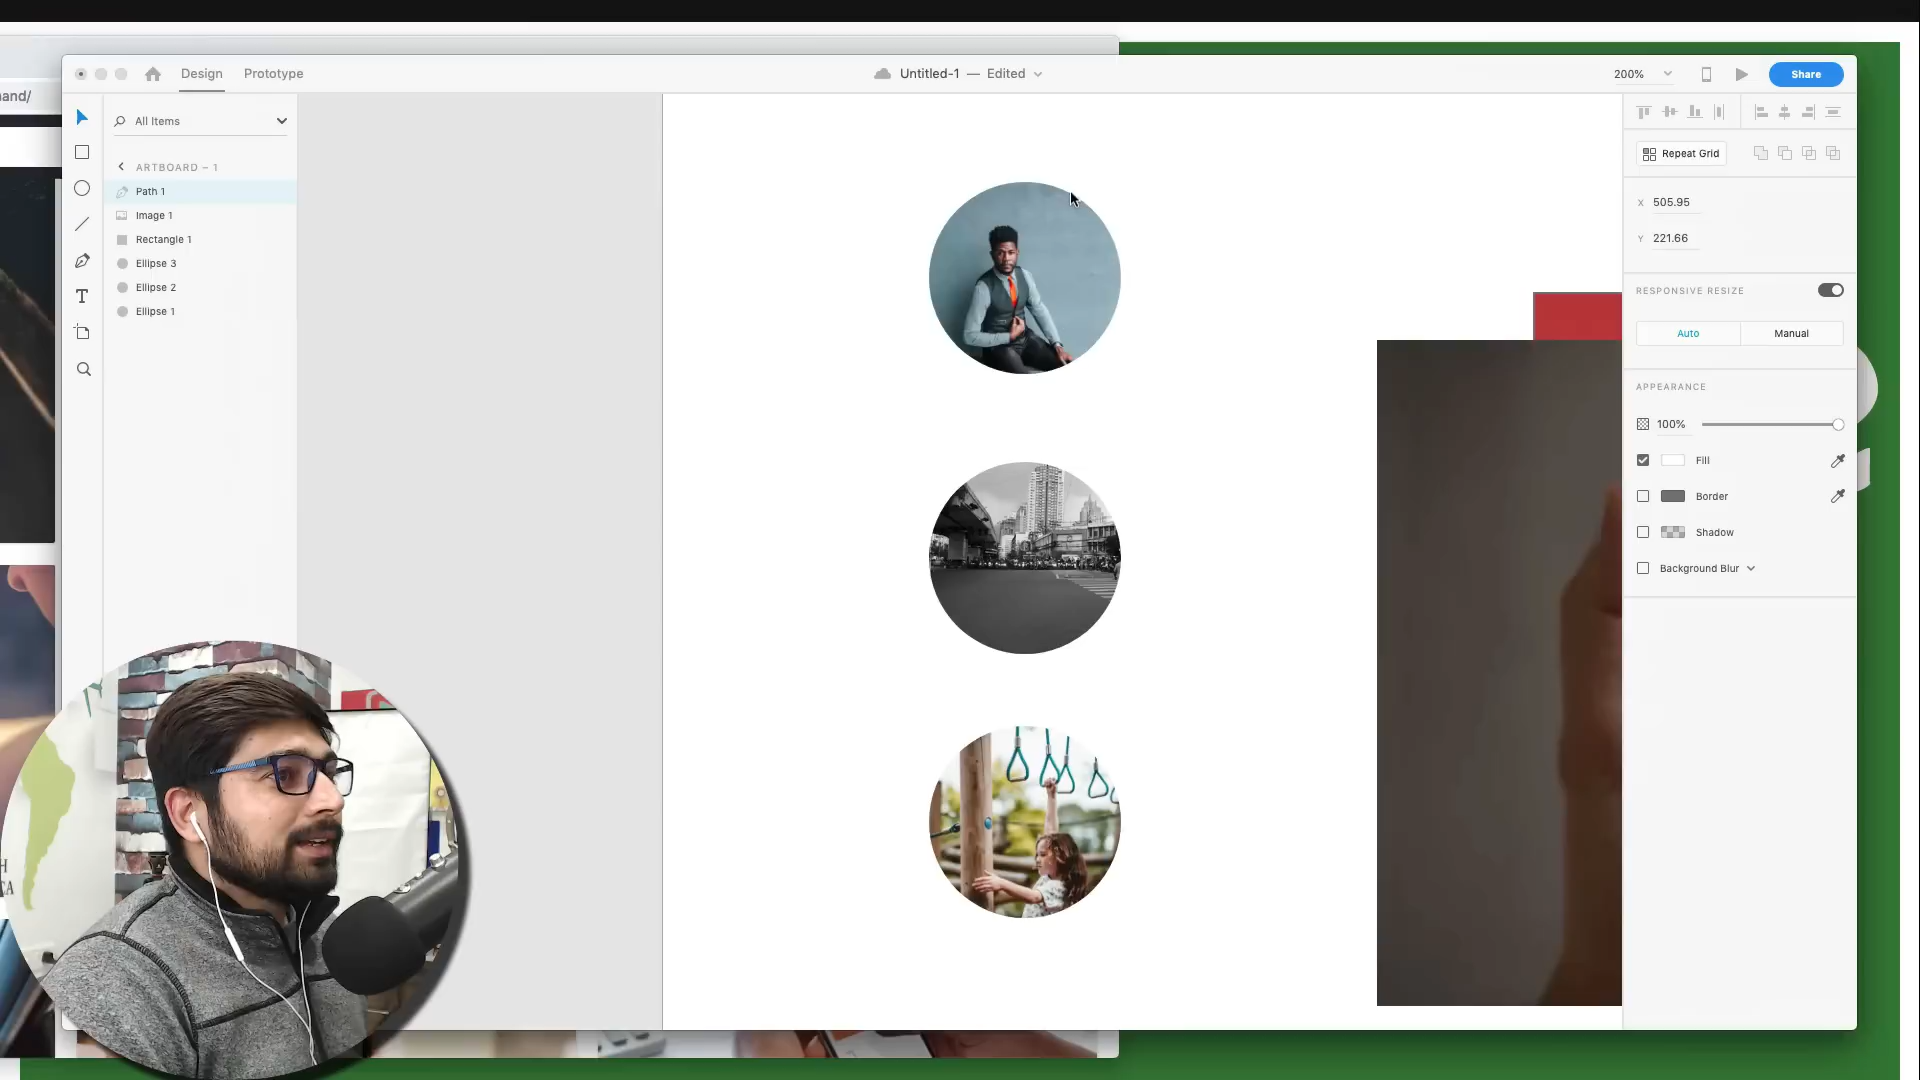 and/
Design
Prototype
Untitled-1 — Edited
200%
Share
All Items
ARTBOARD – 1
Path 1
Image 1
Rectangle 1
Ellipse 3
Ellipse 2
Ellipse 1
Repeat Grid
X 505.95
Y 221.66
RESPONSIVE RESIZE
Auto
Manual
APPEARANCE
100%
Fill
Border
Shadow
Background Blur
H
CA